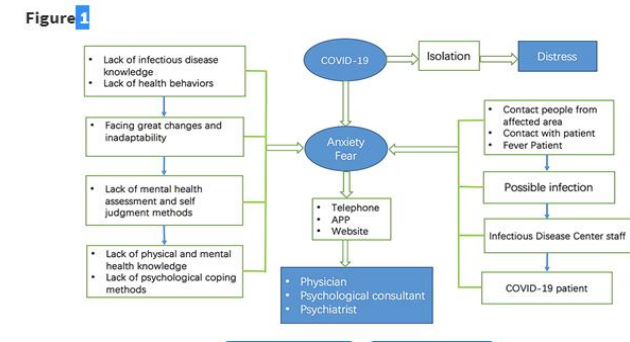 Figure 1
Lack of infectious disease
knowledge
Lack of health behaviors
Facing great changes and
inadaptability
Lack of mental health
assessment and self
judgment methods
Lack of physical and mental
health knowledge
Lack of psychological coping
methods
COVID-19
Isolation
Distress
Anxiety
Fear
Telephone
APP
Website
Physician
Psychological consultant
Psychiatrist
Contact people from
affected area
Contact with patient
Fever Patient
Possible infection
Infectious Disease Center staff
COVID-19 patient